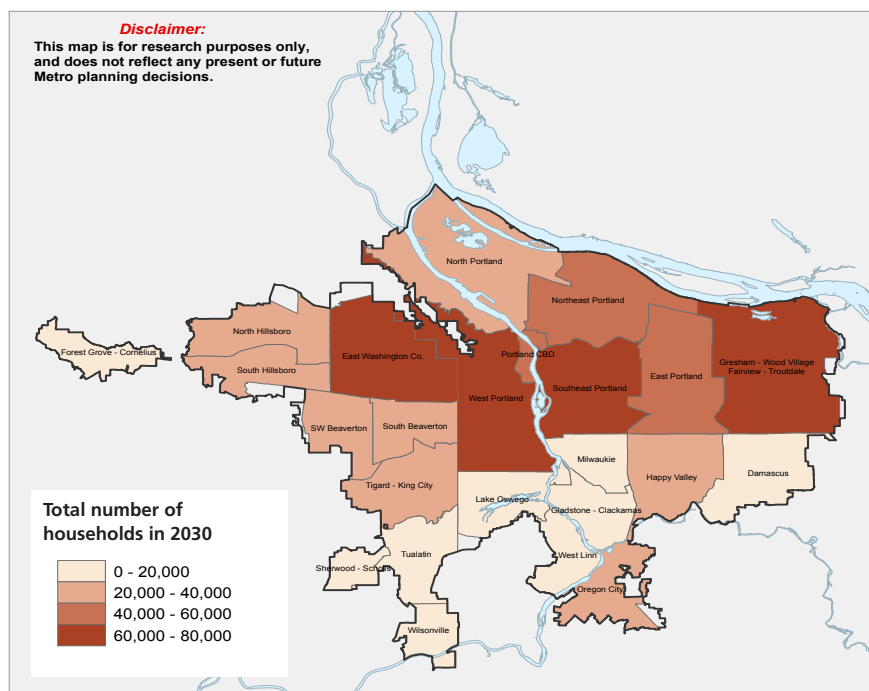 Disclaimer:
This map is for research purposes only,
and does not reflect any present or future
Metro planning decisions.
North Portland
Northeast Portland
North Hillsboro
Forest Grove - Cornelius
East Washington Co.
Portland CBD
Gresham - Wood Village
Fairview - Troutdale
South Hillsboro
Southeast Portland
East Portland
West Portland
SW Beaverton
South Beaverton
Milwaukie
Tigard - King City
Happy Valley
Damascus
Lake Oswego
Gladstone - Clackamas
Tualatin
West Linn
Sherwood - Scholls
Oregon City
Wilsonville
Total number of
households in 2030
0 - 20,000
20,000 - 40,000
40,000 - 60,000
60,000 - 80,000